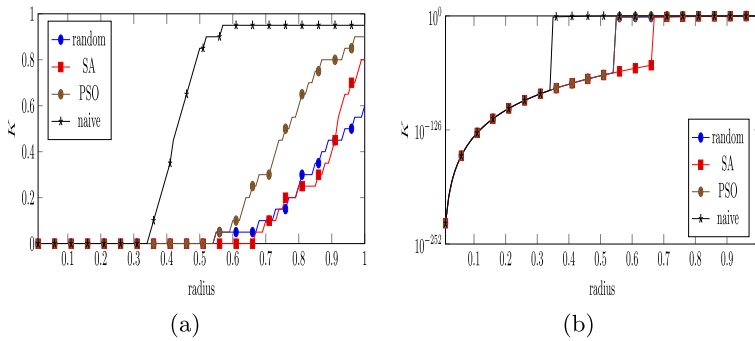 1
0.8
0.6
0.4
0.2
0
0.1 0.2 0.3 0.4 0.5 0.6 0.7 0.8 0.9 1
radius
random
SA
PSO
naive
(a)
10^0
10^-126
10^-252
0.1 0.2 0.3 0.4 0.5 0.6 0.7 0.8 0.9
radius
random
SA
PSO
naive
(b)